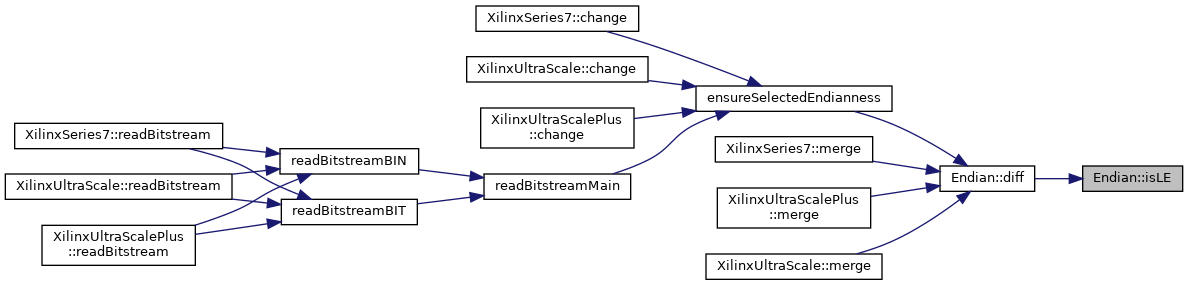 XilinxSeries7::change
XilinxUltraScale::change
ensureSelectedEndianness
XilinxUltraScalePlus
::change
XilinxSeries7::readBitstream
XilinxSeries7::merge
readBitstreamBIN
Endian::diff
Endian::isLE
XilinxUltraScale::readBitstream
readBitstreamMain
XilinxUltraScalePlus
::merge
readBitstreamBIT
XilinxUltraScalePlus
::readBitstream
XilinxUltraScale::merge